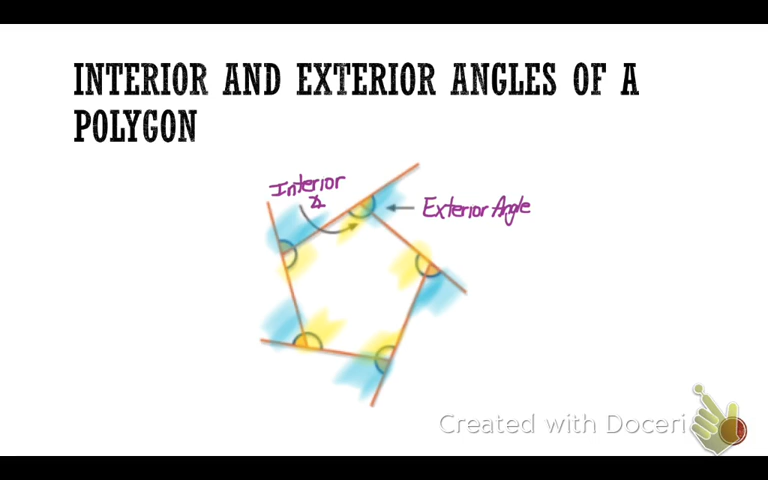 INTERIOR AND EXTERIOR ANGLES OF A
POLYGON
Interior
∡
Exterior Angle
Created with Doceri